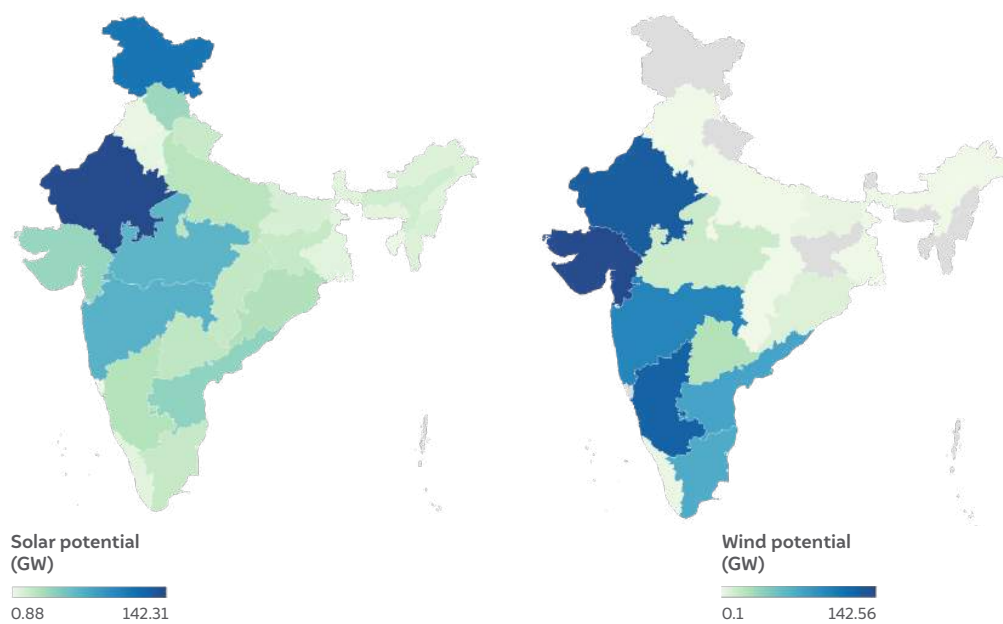 Solar potential
(GW)
0.88 142.31
Wind potential
(GW)
0.1 142.56